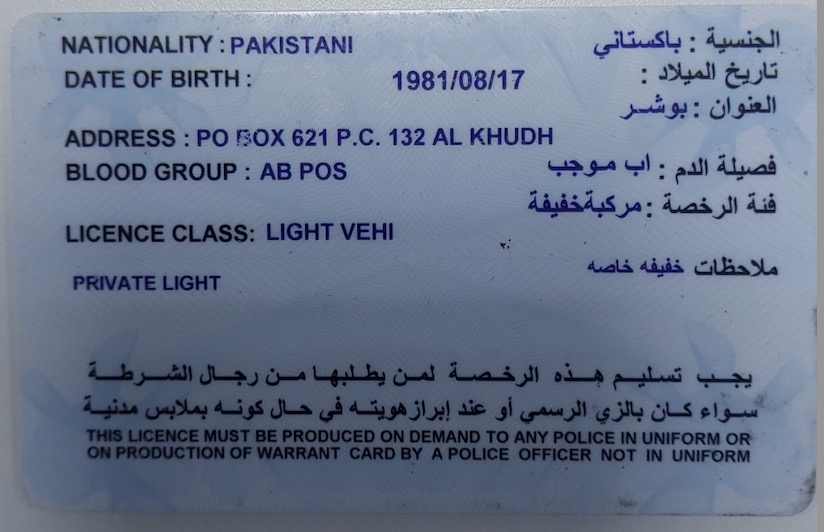 NATIONALITY : PAKISTANI الجنسية : باكستاني
DATE OF BIRTH : 1981/08/17 تاريخ الميلاد :
العنوان : بوشر
ADDRESS : PO BOX 621 P.C. 132 AL KHUDH
BLOOD GROUP : AB POS فصيلة الدم : اب موجب
فئة الرخصة : مركبةخفيفة
LICENCE CLASS: LIGHT VEHI
ملاحظات خفيفه خاصه
PRIVATE LIGHT
يجب تسليم هذه الرخصة لمن يطلبها من رجال الشرطة
سواء كان بالزي الرسمي أو عند إبراز هويته في حال كونه بملابس مدنية
THIS LICENCE MUST BE PRODUCED ON DEMAND TO ANY POLICE IN UNIFORM OR
ON PRODUCTION OF WARRANT CARD BY A POLICE OFFICER NOT IN UNIFORM